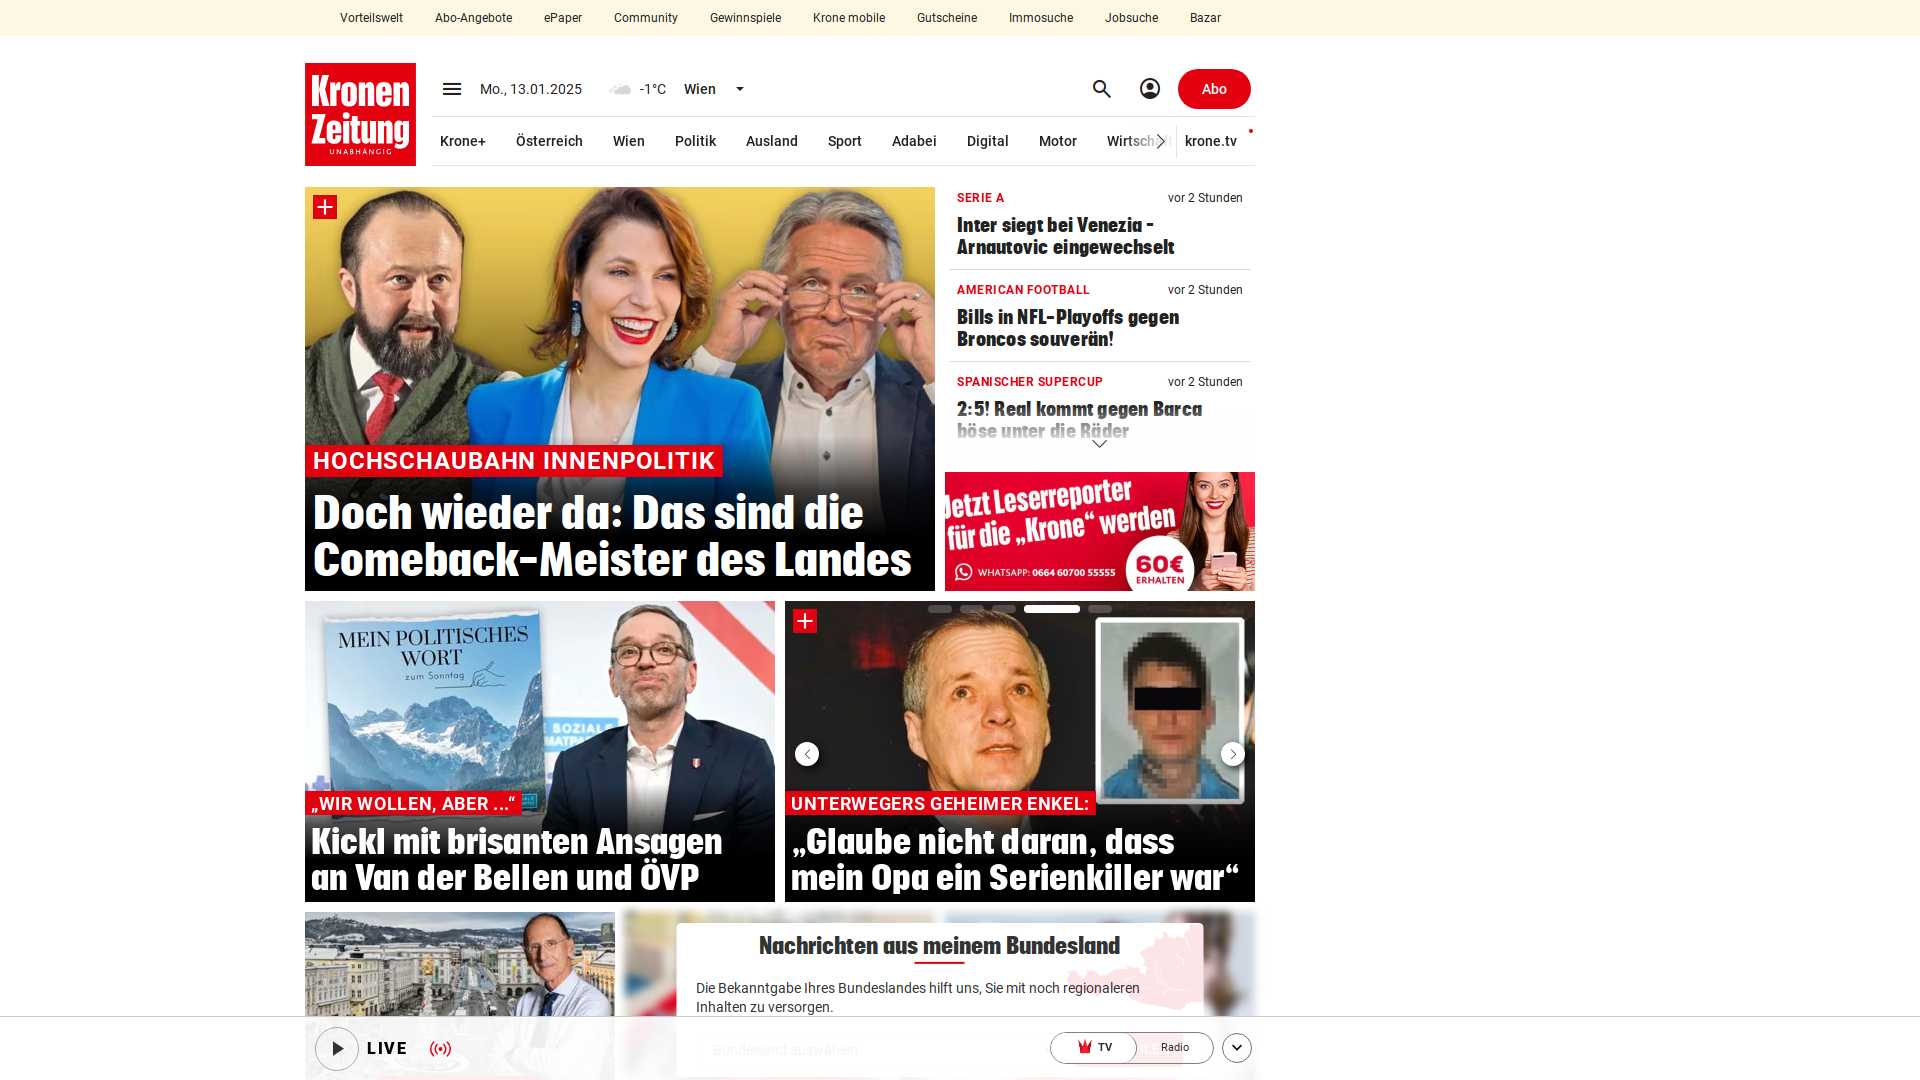 Vorteilswelt
Abo-Angebote
ePaper
Community
Gewinnspiele
Krone mobile
Gutscheine
Immosuche
Jobsuche
Bazar
Kronen
Zeitung
UNABHÄNGIG
Mo., 13.01.2025
-1°C
Wien
Abo
Krone+
Österreich
Wien
Politik
Ausland
Sport
Adabei
Digital
Motor
Wirtschaft
krone.tv
HOCHSCHAUBAHN INNENPOLITIK
Doch wieder da: Das sind die
Comeback-Meister des Landes
SERIE A
vor 2 Stunden
Inter siegt bei Venezia -
Arnautovic eingewechselt
AMERICAN FOOTBALL
vor 2 Stunden
Bills in NFL-Playoffs gegen
Broncos souverän!
SPANISCHER SUPERCUP
vor 2 Stunden
2:5! Real kommt gegen Barca
böse unter die Räder
Jetzt Leserreporter
für die „Krone“ werden
WHATSAPP: 0664 60700 55555
60€
ERHALTEN
MEIN POLITISCHES
WORT
zum Sonntag
SOZIALE
„WIR WOLLEN, ABER ...“
Kickl mit brisanten Ansagen
an Van der Bellen und ÖVP
UNTERWEGERS GEHEIMER ENKEL:
„Glaube nicht daran, dass
mein Opa ein Serienkiller war“
Nachrichten aus meinem Bundesland
Die Bekanntgabe Ihres Bundeslandes hilft uns, Sie mit noch regionaleren
Inhalten zu versorgen.
Bundesland auswählen
LIVE
TV
Radio